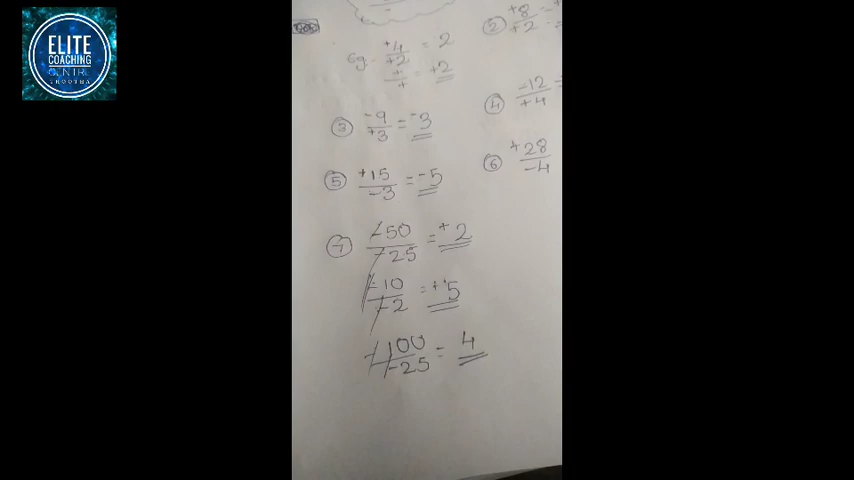 ELITE
COACHING
CENTRE
Eg:- +4/+2 = 2
+/+ = +2
② +8/+2 =
③ -9/+3 = -3
④ -12/+4 =
⑤ +15/-3 = -5
⑥ +28/-4
⑦ -50/-25 = +2
-10/-2 = +5
-100/-25 = 4